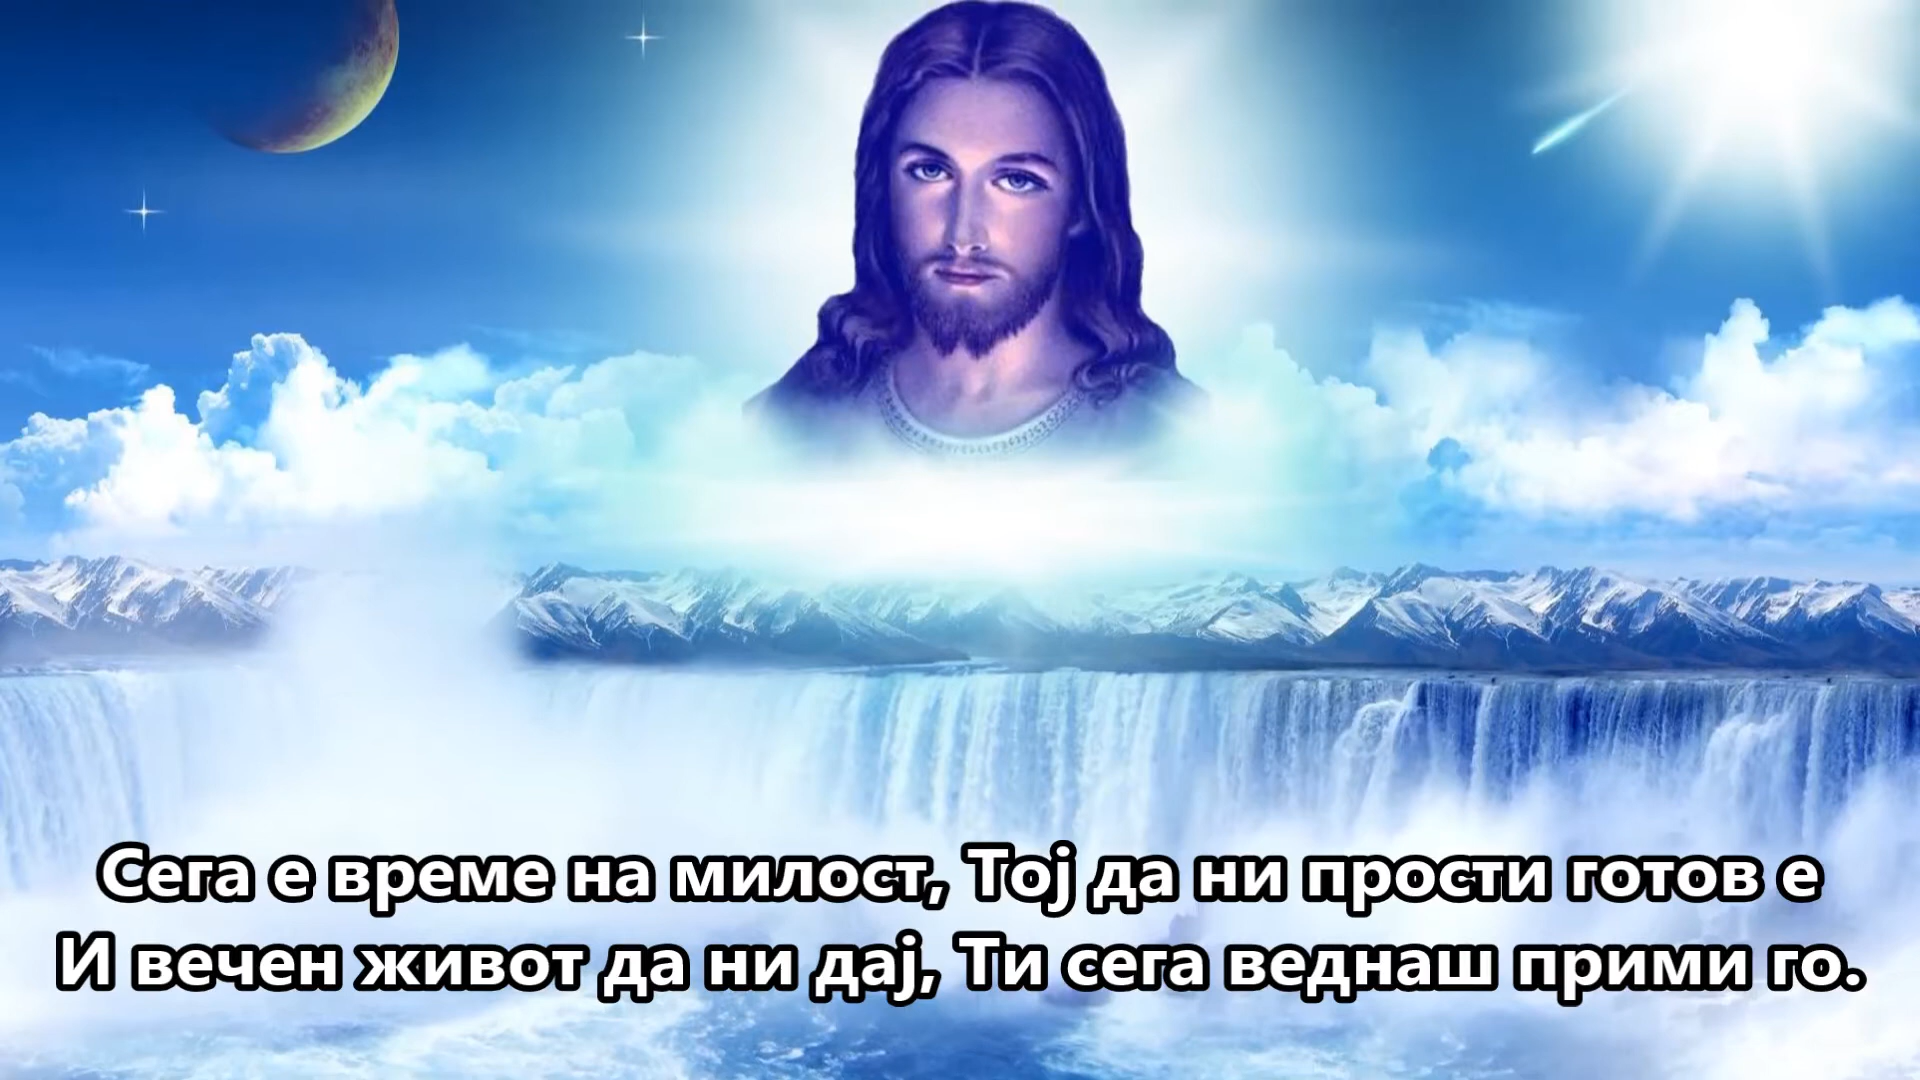 Сега е време на милост, Тој да ни прости готов е
И вечен живот да ни дај, Ти сега веднаш прими го.